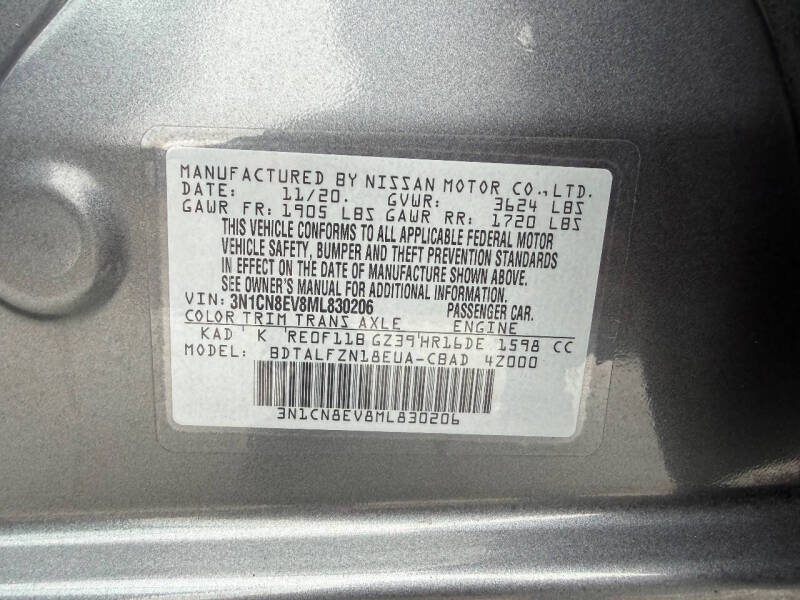 MANUFACTURED BY NISSAN MOTOR CO., LTD.
DATE: 11/20. GVWR: 3624 LBS
GAWR FR: 1905 LBS GAWR RR: 1720 LBS
THIS VEHICLE CONFORMS TO ALL APPLICABLE FEDERAL MOTOR
VEHICLE SAFETY, BUMPER AND THEFT PREVENTION STANDARDS
IN EFFECT ON THE DATE OF MANUFACTURE SHOWN ABOVE.
SEE OWNER'S MANUAL FOR ADDITIONAL INFORMATION.
VIN: 3N1CN8EV8ML830206 PASSENGER CAR.
COLOR TRIM TRANS AXLE ENGINE
KAD K RE0F11B GZ39 HR16DE 1598 CC
MODEL: BDTALFZN18EUA-CBAD 4Z000
3N1CN8EV8ML830206